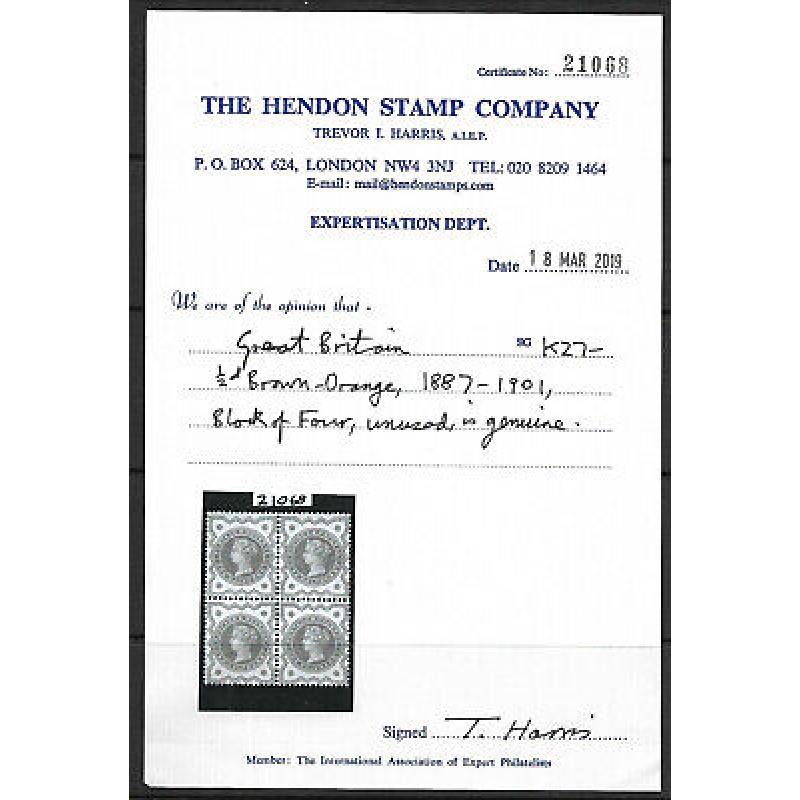 Certificate No: 21068
THE HENDON STAMP COMPANY
TREVOR I. HARRIS, A.I.E.P.
P. O. BOX 624, LONDON NW4 3NJ TEL: 020 8209 1464
E-mail: mail@hendonstamps.com
EXPERTISATION DEPT.
Date 18 MAR 2019
We are of the opinion that -
Great Britain SG K27-
½d Brown-Orange, 1887-1901,
Block of Four, unused, is genuine.
21068
Signed T. Harris
Member: The International Association of Expert Philatelists